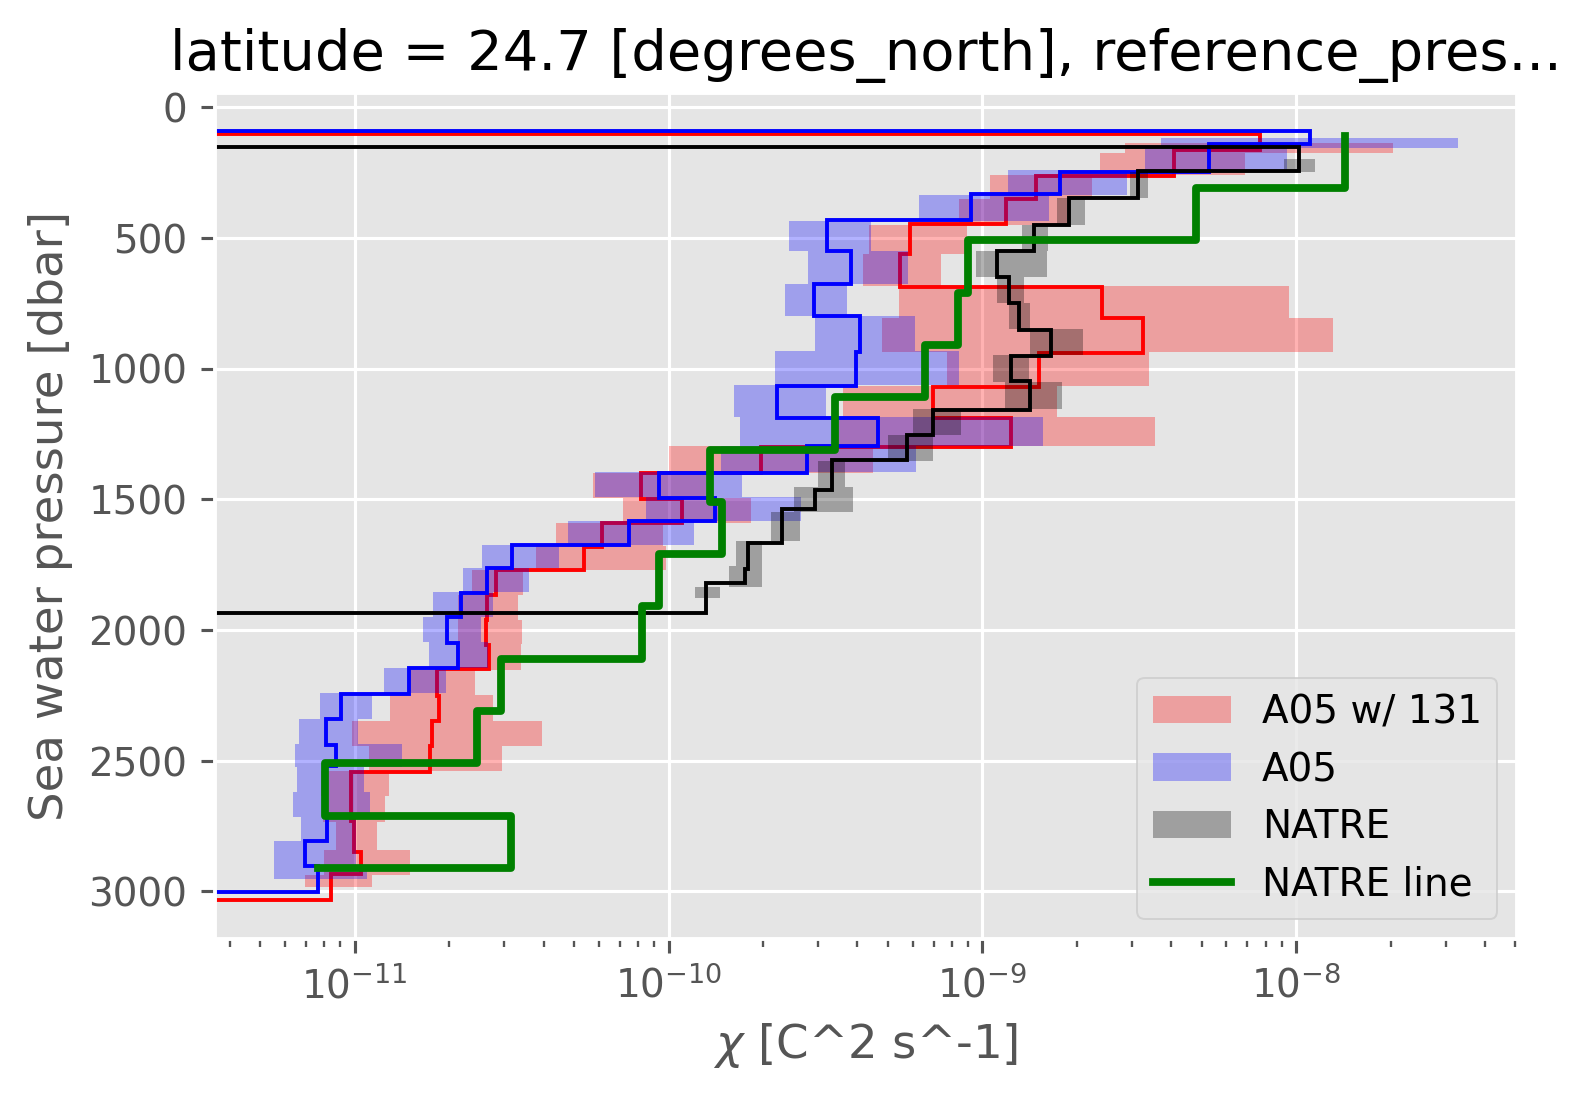 latitude = 24.7 [degrees_north], reference_pres...
0
500
1000
1500
2000
2500
3000
Sea water pressure [dbar]
A05 w/ 131
A05
NATRE
NATRE line
10⁻¹¹
10⁻¹⁰
10⁻⁹
10⁻⁸
χ [C^2 s^-1]